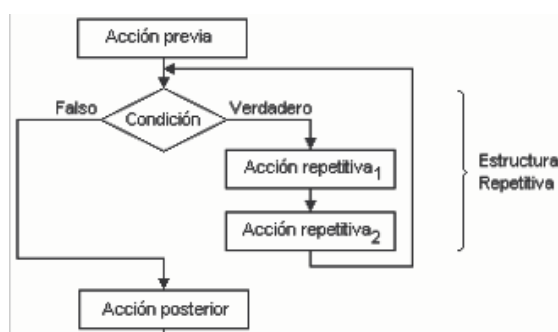 Acción previa
Falso
Verdadero
Condición
Acción repetitiva1
Estructura
Repetitiva
Acción repetitiva2
Acción posterior